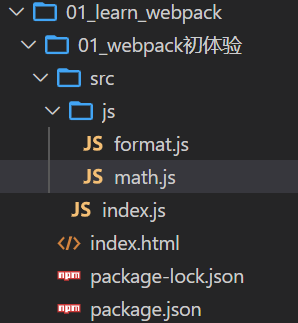 01_learn_webpack
01_webpack初体验
src
js
JS format.js
JS math.js
JS index.js
<> index.html
npm package-lock.json
npm package.json